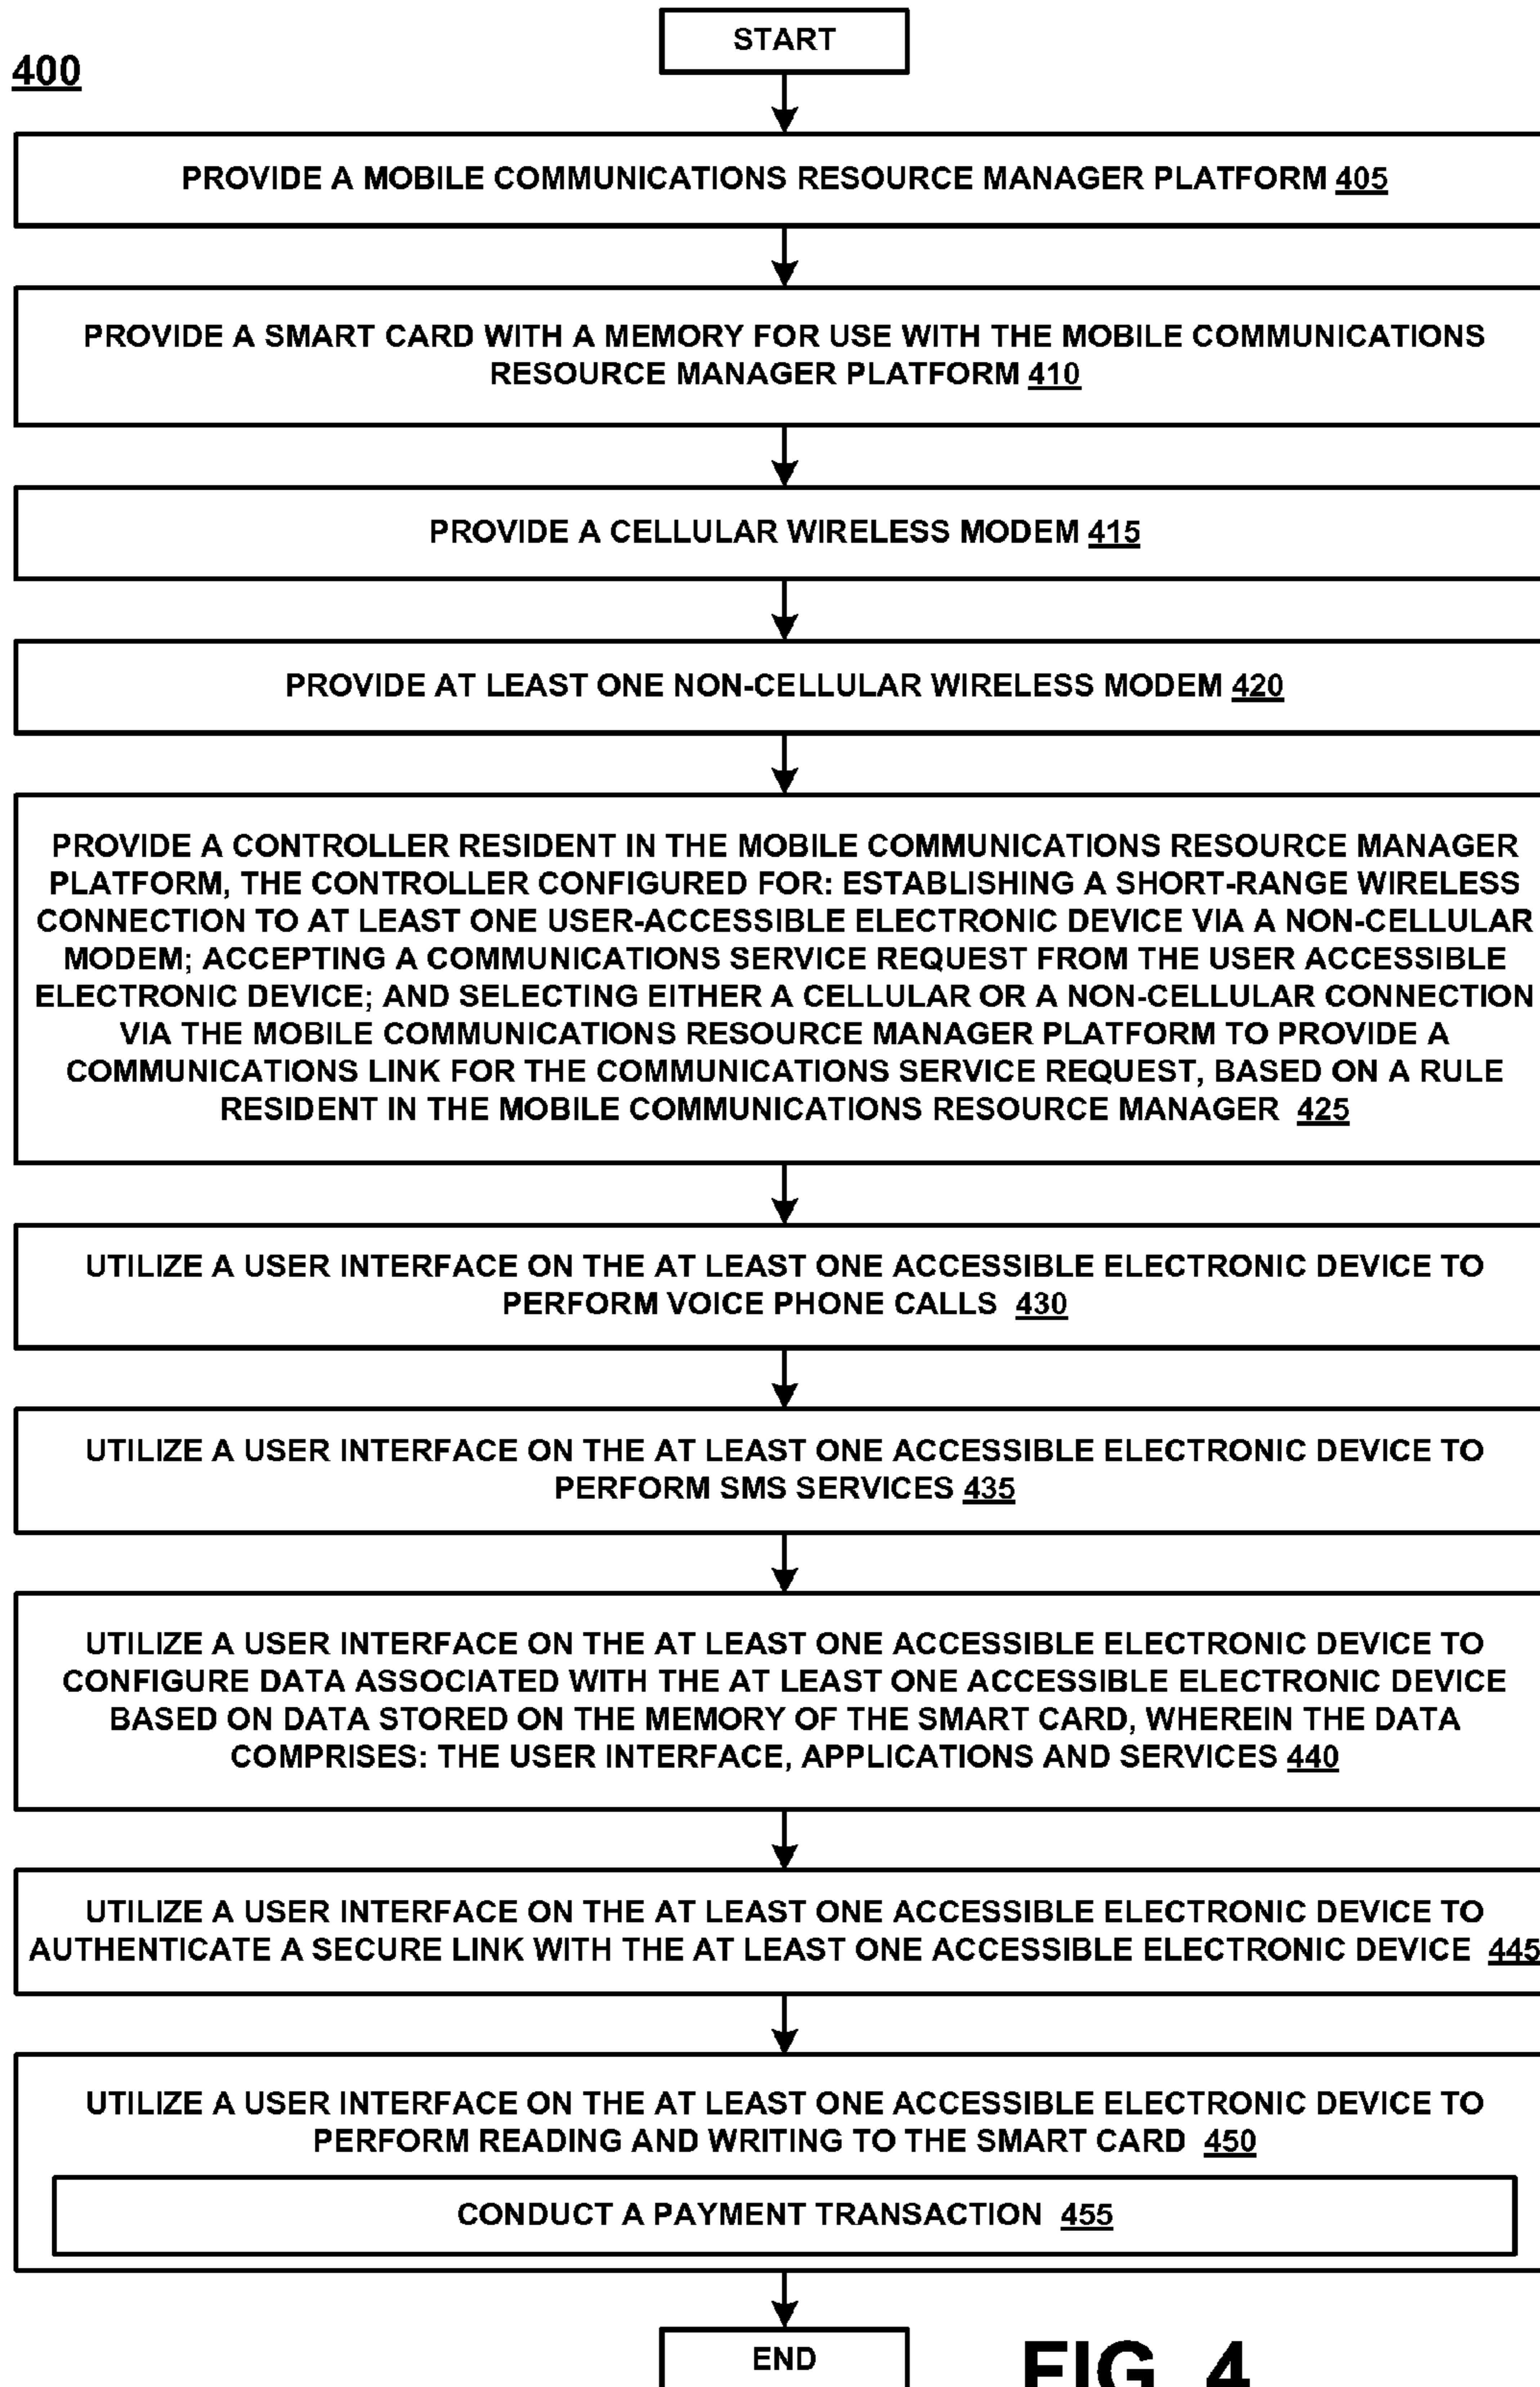 START
400
PROVIDE A MOBILE COMMUNICATIONS RESOURCE MANAGER PLATFORM 405
PROVIDE A SMART CARD WITH A MEMORY FOR USE WITH THE MOBILE COMMUNICATIONS
RESOURCE MANAGER PLATFORM 410
PROVIDE A CELLULAR WIRELESS MODEM 415
PROVIDE AT LEAST ONE NON-CELLULAR WIRELESS MODEM 420
PROVIDE A CONTROLLER RESIDENT IN THE MOBILE COMMUNICATIONS RESOURCE MANAGER
PLATFORM, THE CONTROLLER CONFIGURED FOR: ESTABLISHING A SHORT-RANGE WIRELESS
CONNECTION TO AT LEAST ONE USER-ACCESSIBLE ELECTRONIC DEVICE VIA A NON-CELLULAR
MODEM; ACCEPTING A COMMUNICATIONS SERVICE REQUEST FROM THE USER ACCESSIBLE
ELECTRONIC DEVICE; AND SELECTING EITHER A CELLULAR OR A NON-CELLULAR CONNECTION
VIA THE MOBILE COMMUNICATIONS RESOURCE MANAGER PLATFORM TO PROVIDE A
COMMUNICATIONS LINK FOR THE COMMUNICATIONS SERVICE REQUEST, BASED ON A RULE
RESIDENT IN THE MOBILE COMMUNICATIONS RESOURCE MANAGER 425
UTILIZE A USER INTERFACE ON THE AT LEAST ONE ACCESSIBLE ELECTRONIC DEVICE TO
PERFORM VOICE PHONE CALLS 430
UTILIZE A USER INTERFACE ON THE AT LEAST ONE ACCESSIBLE ELECTRONIC DEVICE TO
PERFORM SMS SERVICES 435
UTILIZE A USER INTERFACE ON THE AT LEAST ONE ACCESSIBLE ELECTRONIC DEVICE TO
CONFIGURE DATA ASSOCIATED WITH THE AT LEAST ONE ACCESSIBLE ELECTRONIC DEVICE
BASED ON DATA STORED ON THE MEMORY OF THE SMART CARD, WHEREIN THE DATA
COMPRISES: THE USER INTERFACE, APPLICATIONS AND SERVICES 440
UTILIZE A USER INTERFACE ON THE AT LEAST ONE ACCESSIBLE ELECTRONIC DEVICE TO
AUTHENTICATE A SECURE LINK WITH THE AT LEAST ONE ACCESSIBLE ELECTRONIC DEVICE 445
UTILIZE A USER INTERFACE ON THE AT LEAST ONE ACCESSIBLE ELECTRONIC DEVICE TO
PERFORM READING AND WRITING TO THE SMART CARD 450
CONDUCT A PAYMENT TRANSACTION 455
END
FIG. 4